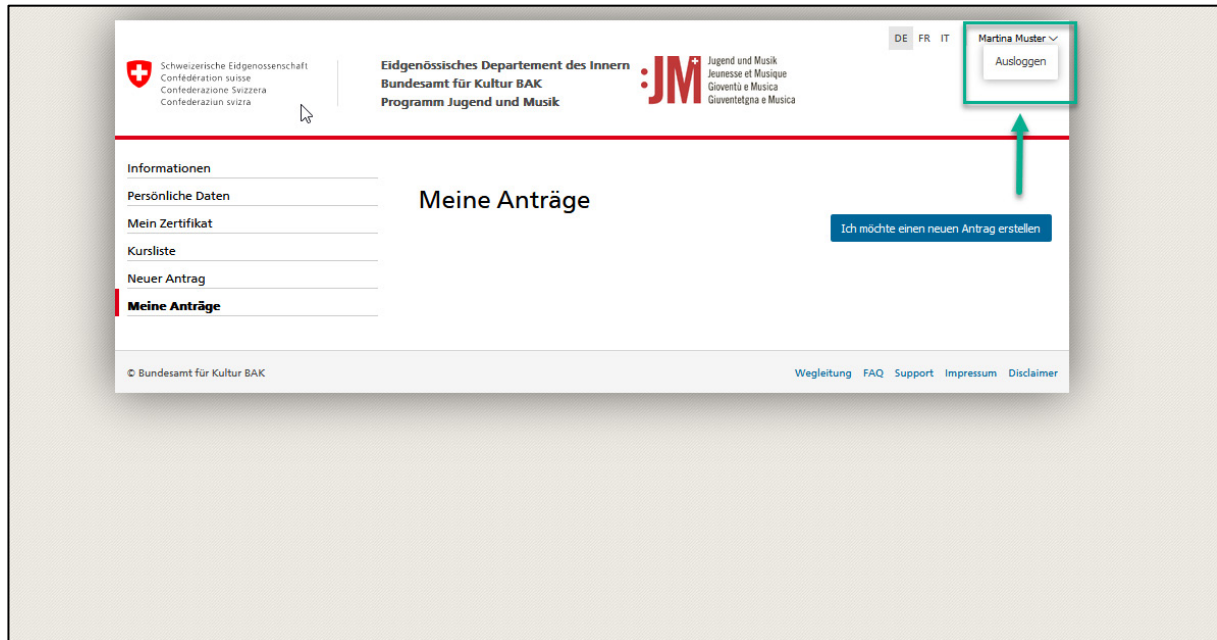 DE FR IT
Martina Muster
Ausloggen
Schweizerische Eidgenossenschaft
Confédération suisse
Confederazione Svizzera
Confederaziun svizra
Eidgenössisches Departement des Innern
Bundesamt für Kultur BAK
Programm Jugend und Musik
:JM
Jugend und Musik
Jeunesse et Musique
Gioventù e Musica
Giuventetgna e Musica
Informationen
Persönliche Daten
Mein Zertifikat
Kursliste
Neuer Antrag
Meine Anträge
Meine Anträge
Ich möchte einen neuen Antrag erstellen
© Bundesamt für Kultur BAK
Wegleitung FAQ Support Impressum Disclaimer